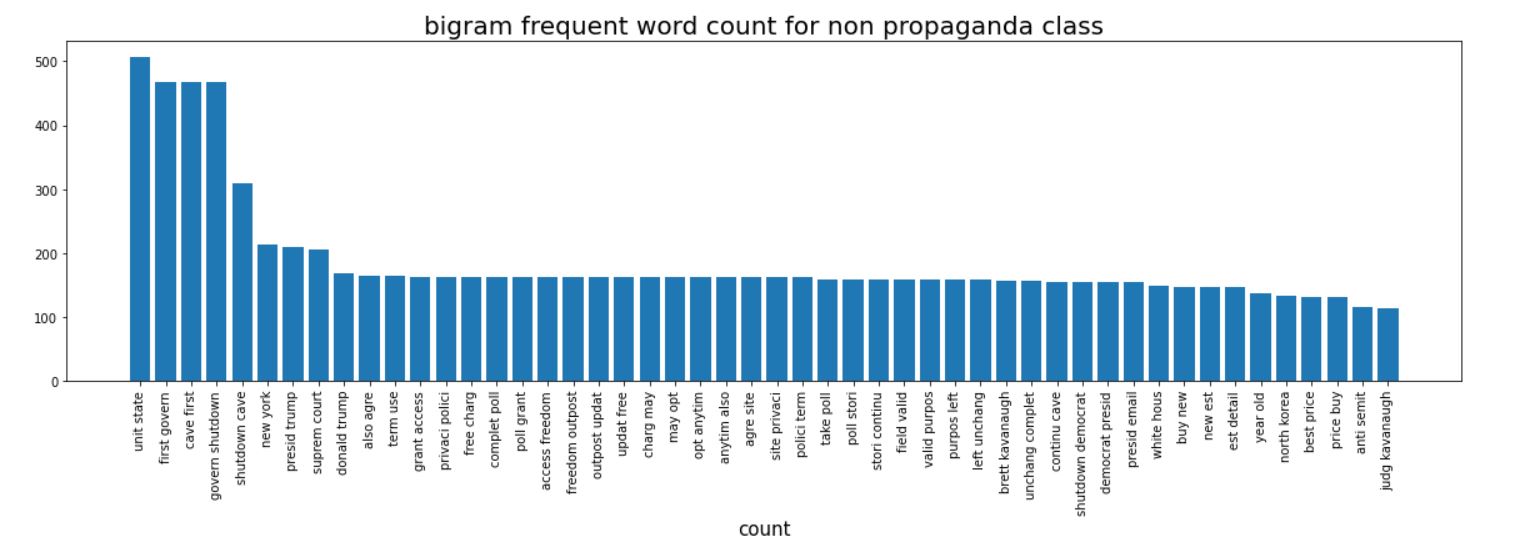 bigram frequent word count for non propaganda class
500
400
300
200
100
0
unit state
first govern
cave first
govern shutdown
shutdown cave
new york
presid trump
suprem court
donald trump
also agre
term use
grant access
privaci polici
free charg
complet poll
poll grant
access freedom
freedom outpost
outpost updat
updat free
charg may
may opt
opt anytim
anytim also
agre site
site privaci
polici term
take poll
poll stori
stori continu
field valid
valid purpos
purpos left
left unchang
brett kavanaugh
unchang complet
continu cave
shutdown democrat
democrat presid
presid email
white hous
buy new
new est
est detail
year old
north korea
best price
price buy
anti semit
judg kavanaugh
count